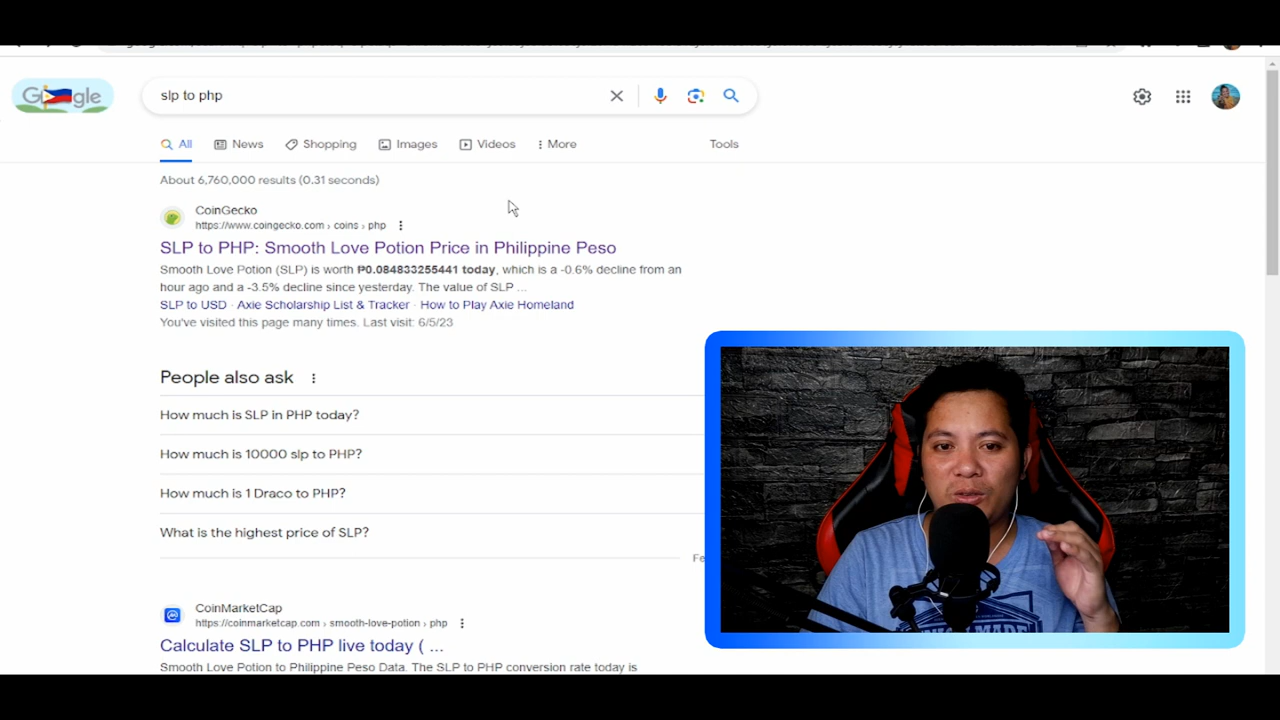 Google
slp to php
All
News
Shopping
Images
Videos
More
Tools
About 6,760,000 results (0.31 seconds)
CoinGecko
https://www.coingecko.com › coins › php
SLP to PHP: Smooth Love Potion Price in Philippine Peso
Smooth Love Potion (SLP) is worth ₱0.084833255441 today, which is a -0.6% decline from an
hour ago and a -3.5% decline since yesterday. The value of SLP ...
SLP to USD · Axie Scholarship List & Tracker · How to Play Axie Homeland
You've visited this page many times. Last visit: 6/5/23
People also ask
How much is SLP in PHP today?
How much is 10000 slp to PHP?
How much is 1 Draco to PHP?
What is the highest price of SLP?
CoinMarketCap
https://coinmarketcap.com › smooth-love-potion › php
Calculate SLP to PHP live today ( ...
Smooth Love Potion to Philippine Peso Data. The SLP to PHP conversion rate today is